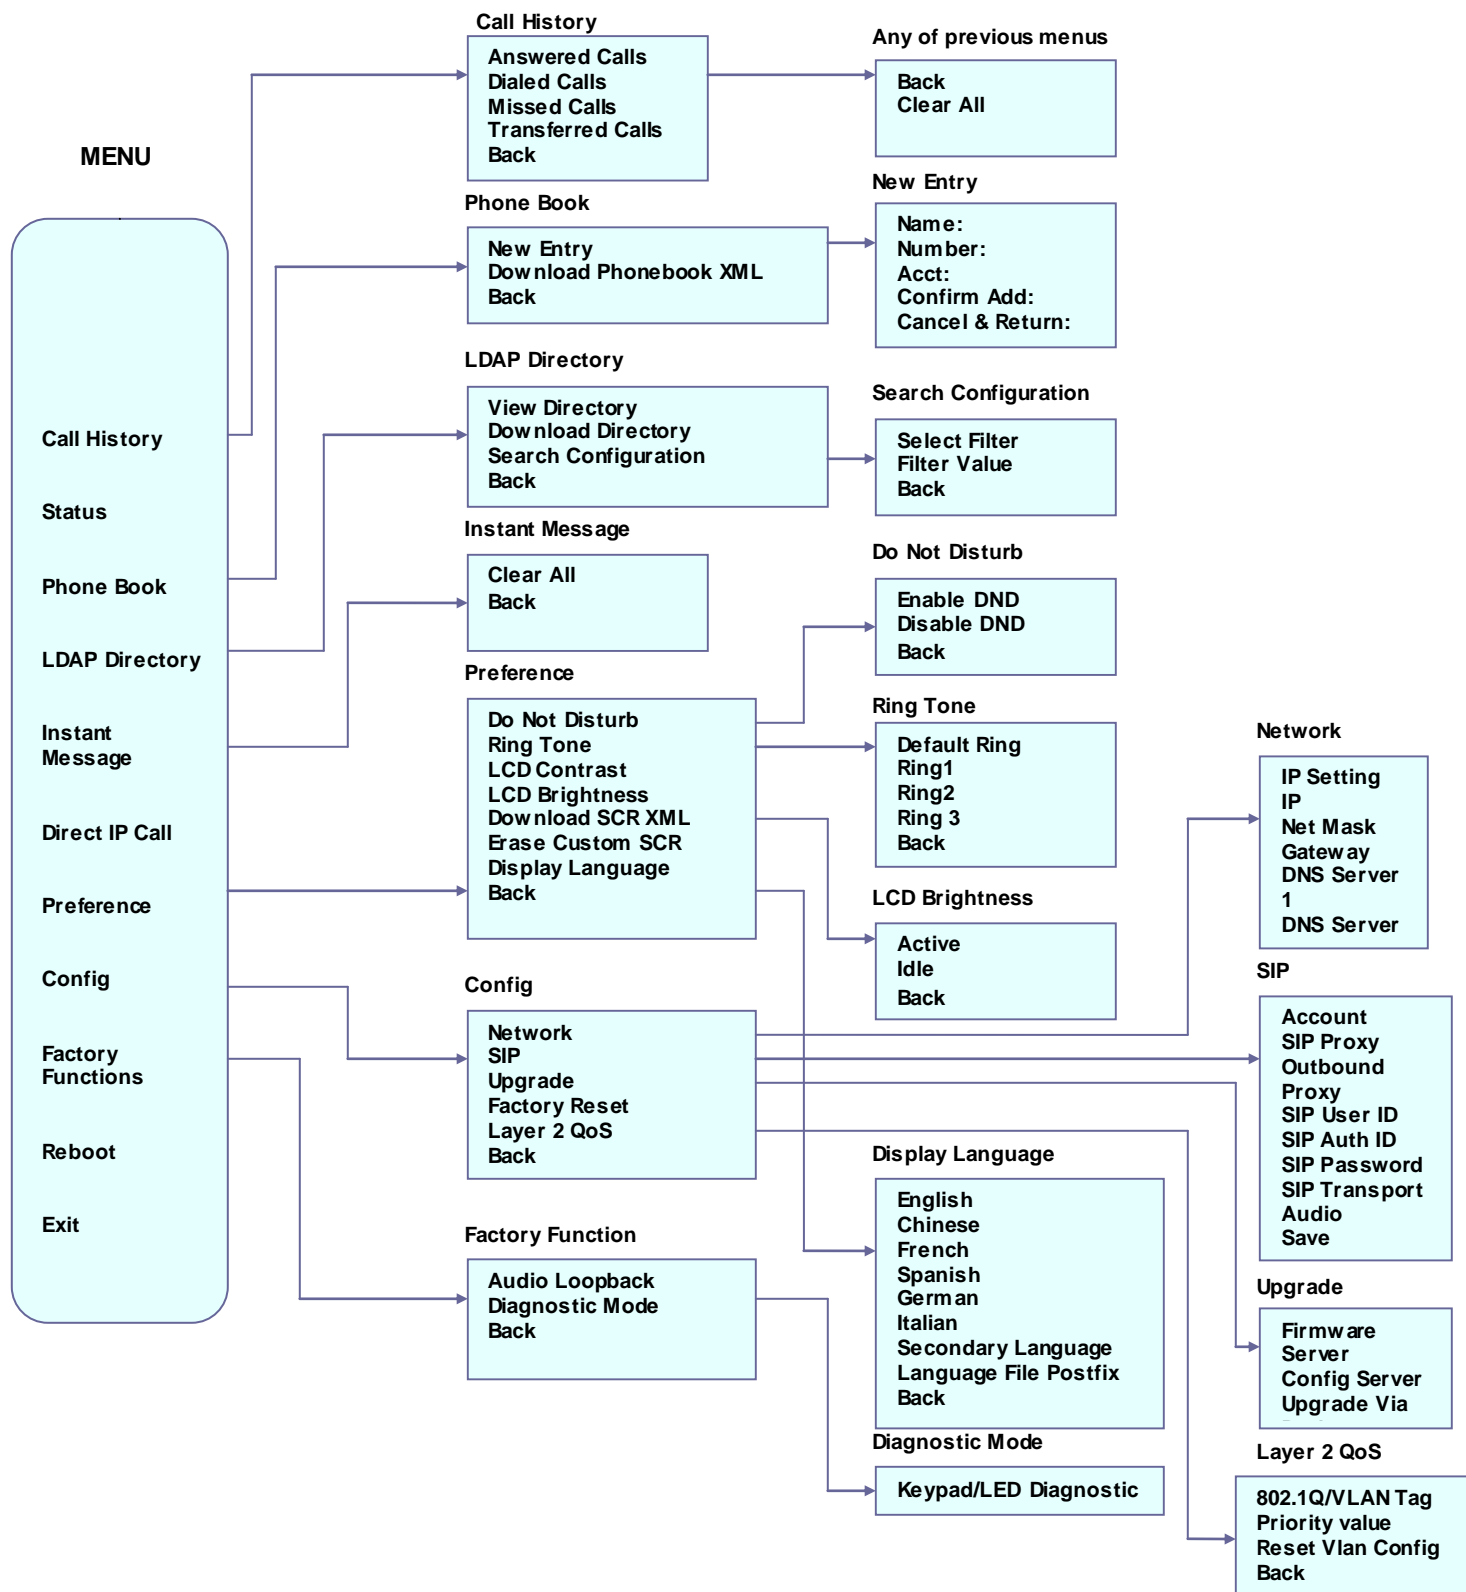 MENU
Call History
Status
Phone Book
LDAP Directory
Instant
Message
Direct IP Call
Preference
Config
Factory
Functions
Reboot
Exit
Call History
Answered Calls
Dialed Calls
Missed Calls
Transferred Calls
Back
Any of previous menus
Back
Clear All
Phone Book
New Entry
Download Phonebook XML
Back
New Entry
Name:
Number:
Acct:
Confirm Add:
Cancel & Return:
LDAP Directory
View Directory
Download Directory
Search Configuration
Back
Search Configuration
Select Filter
Filter Value
Back
Instant Message
Clear All
Back
Preference
Do Not Disturb
Ring Tone
LCD Contrast
LCD Brightness
Download SCR XML
Erase Custom SCR
Display Language
Back
Do Not Disturb
Enable DND
Disable DND
Back
Ring Tone
Default Ring
Ring1
Ring2
Ring 3
Back
LCD Brightness
Active
Idle
Back
Config
Network
SIP
Upgrade
Factory Reset
Layer 2 QoS
Back
Network
IP Setting
IP
Net Mask
Gateway
DNS Server
1
DNS Server
SIP
Account
SIP Proxy
Outbound
Proxy
SIP User ID
SIP Auth ID
SIP Password
SIP Transport
Audio
Save
Display Language
English
Chinese
French
Spanish
German
Italian
Secondary Language
Language File Postfix
Back
Upgrade
Firmware
Server
Config Server
Upgrade Via
Factory Function
Audio Loopback
Diagnostic Mode
Back
Diagnostic Mode
Keypad/LED Diagnostic
Layer 2 QoS
802.1Q/VLAN Tag
Priority value
Reset Vlan Config
Back